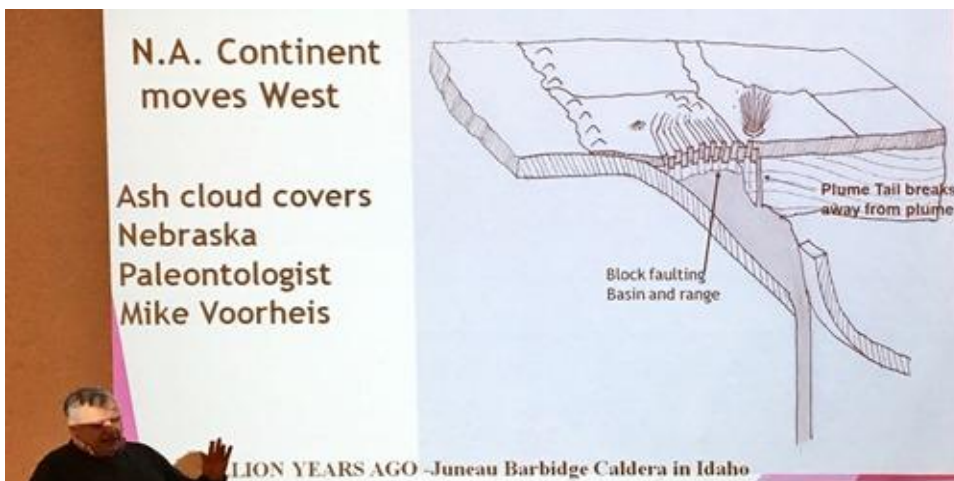 N.A. Continent
moves West
Ash cloud covers
Nebraska
Paleontologist
Mike Voorheis
Plume Tail breaks
away from plume
Block faulting
Basin and range
LION YEARS AGO -Juneau Barbidge Caldera in Idaho